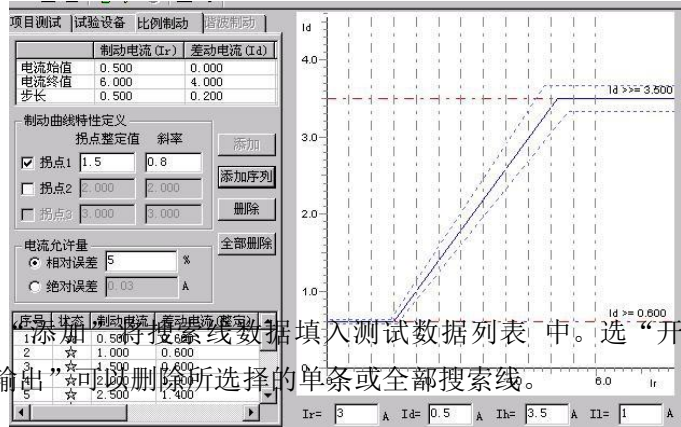 项目测试 试验设备 比例制动 谐波制动
制动电流(Ir) 差动电流(Id)
电流始值 0.500 0.000
电流终值 6.000 4.000
步长 0.500 0.200
制动曲线特性定义
拐点整定值 斜率
拐点1 1.5 0.8
拐点2 2.000 2.000
拐点3 3.000 3.000
添加
添加序列
删除
全部删除
电流允许量
相对误差 5 %
绝对误差 0.03 A
序号 状态 制动电流 差动电流(整定)
1 0.500 0.600
2 ☆ 1.000 0.600
3 ☆ 1.500 0.600
5 ☆ 2.500 1.400
“添加”将搜索线数据填入测试数据列表 中。选“开
输出”可以删除所选择的单条或全部搜索线。
Id
4.0
3.0
2.0
1.0
Id >>= 3.500
Id >= 0.600
6.0 Ir
Ir= 3 A Id= 0.5 A Ih= 3.5 A Il= 1 A